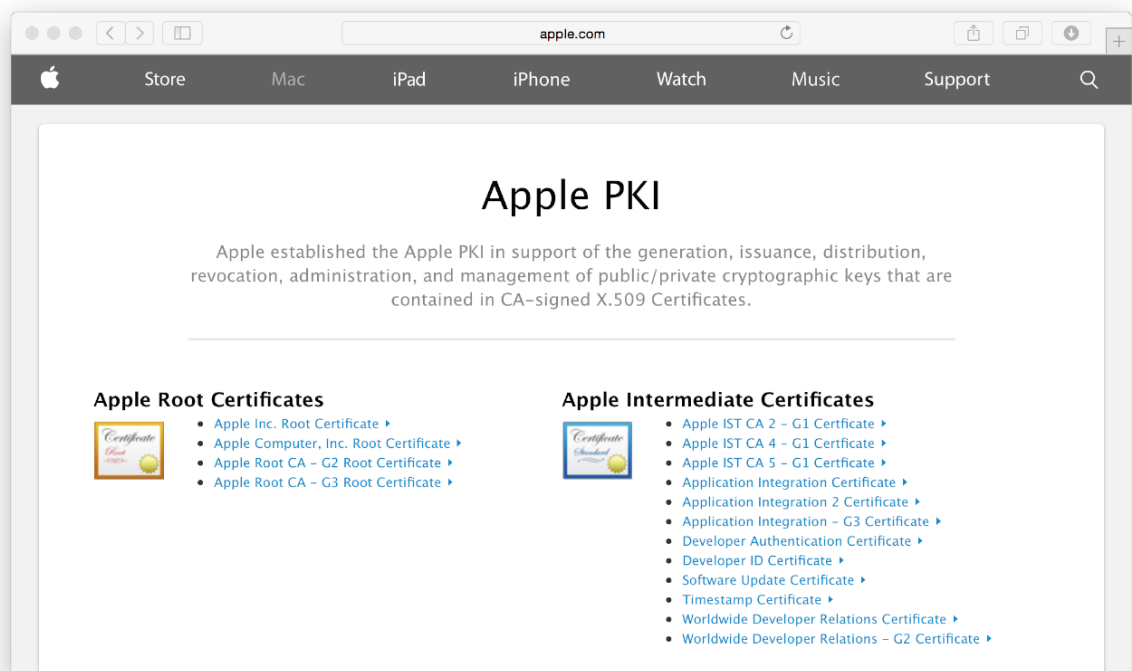 apple.com
Store
Mac
iPad
iPhone
Watch
Music
Support
Apple PKI
Apple established the Apple PKI in support of the generation, issuance, distribution,
revocation, administration, and management of public/private cryptographic keys that are
contained in CA-signed X.509 Certificates.
Apple Root Certificates
Certificate
Root
Apple Inc. Root Certificate
Apple Computer, Inc. Root Certificate
Apple Root CA – G2 Root Certificate
Apple Root CA – G3 Root Certificate
Apple Intermediate Certificates
Certificate
Standard
Apple IST CA 2 – G1 Certficate
Apple IST CA 4 – G1 Certficate
Apple IST CA 5 – G1 Certficate
Application Integration Certificate
Application Integration 2 Certificate
Application Integration – G3 Certificate
Developer Authentication Certificate
Developer ID Certificate
Software Update Certificate
Timestamp Certificate
Worldwide Developer Relations Certificate
Worldwide Developer Relations – G2 Certificate